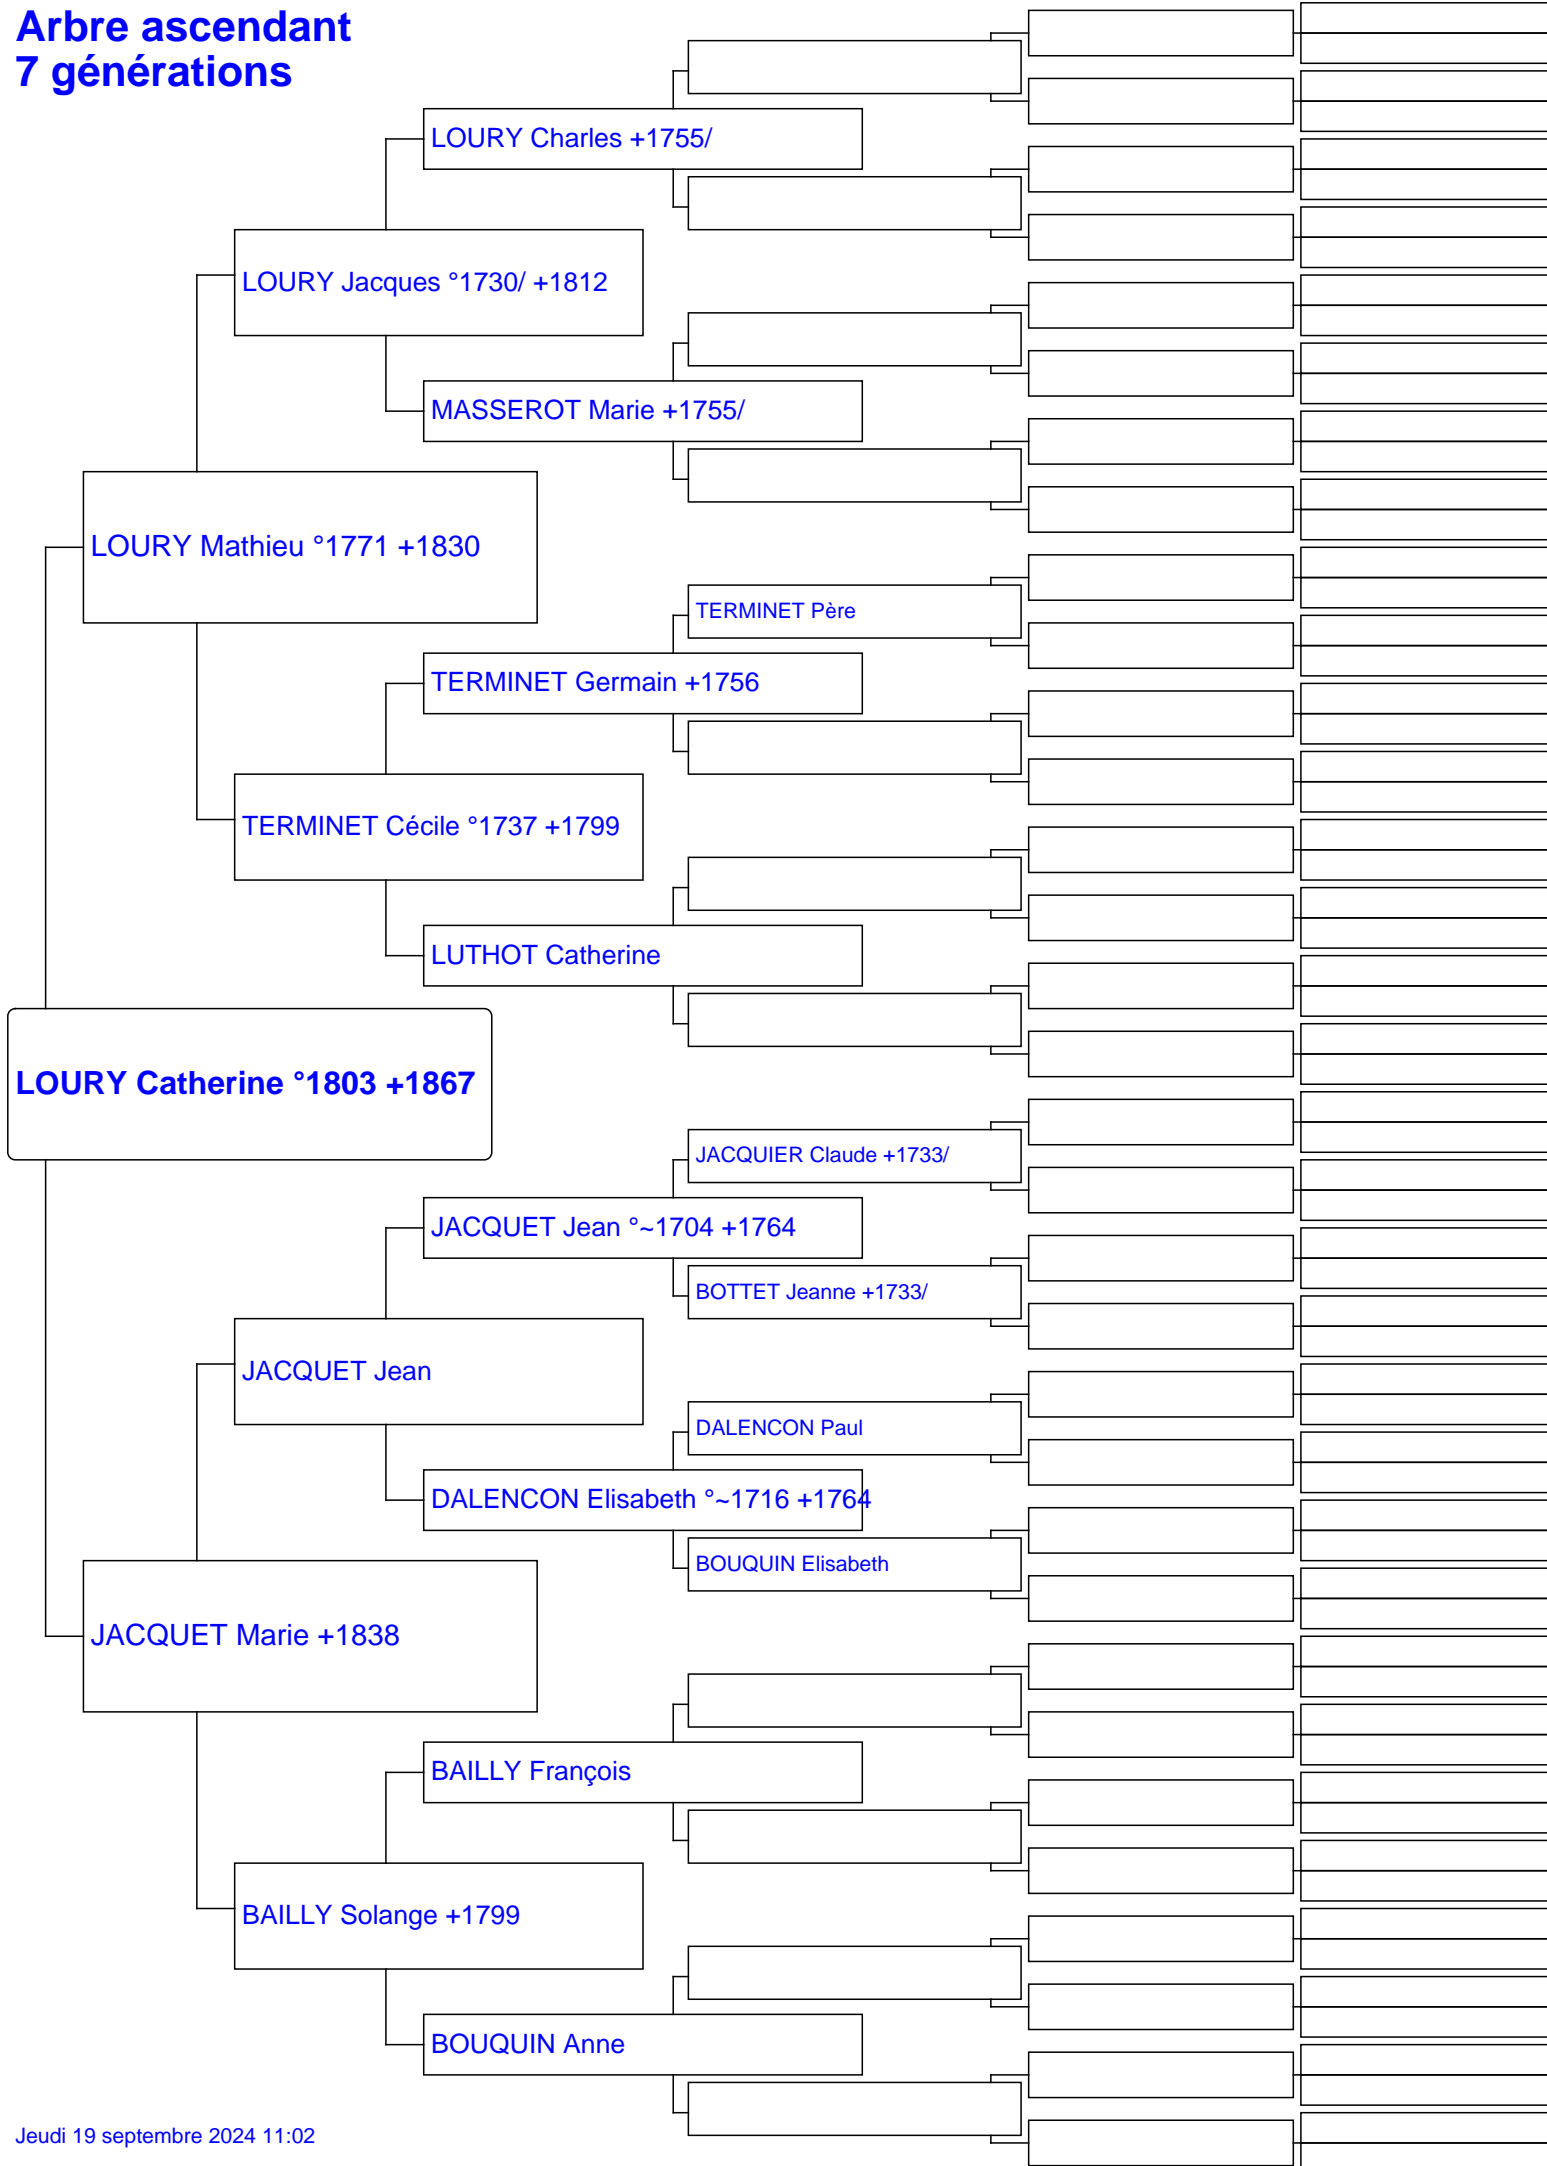 Arbre ascendant
7 générations
LOURY Charles +1755/
LOURY Jacques °1730/ +1812
MASSEROT Marie +1755/
LOURY Mathieu °1771 +1830
TERMINET Père
TERMINET Germain +1756
TERMINET Cécile °1737 +1799
LUTHOT Catherine
LOURY Catherine °1803 +1867
JACQUIER Claude +1733/
JACQUET Jean °~1704 +1764
BOTTET Jeanne +1733/
JACQUET Jean
DALENCON Paul
DALENCON Elisabeth °~1716 +1764
BOUQUIN Elisabeth
JACQUET Marie +1838
BAILLY François
BAILLY Solange +1799
BOUQUIN Anne
Jeudi 19 septembre 2024 11:02